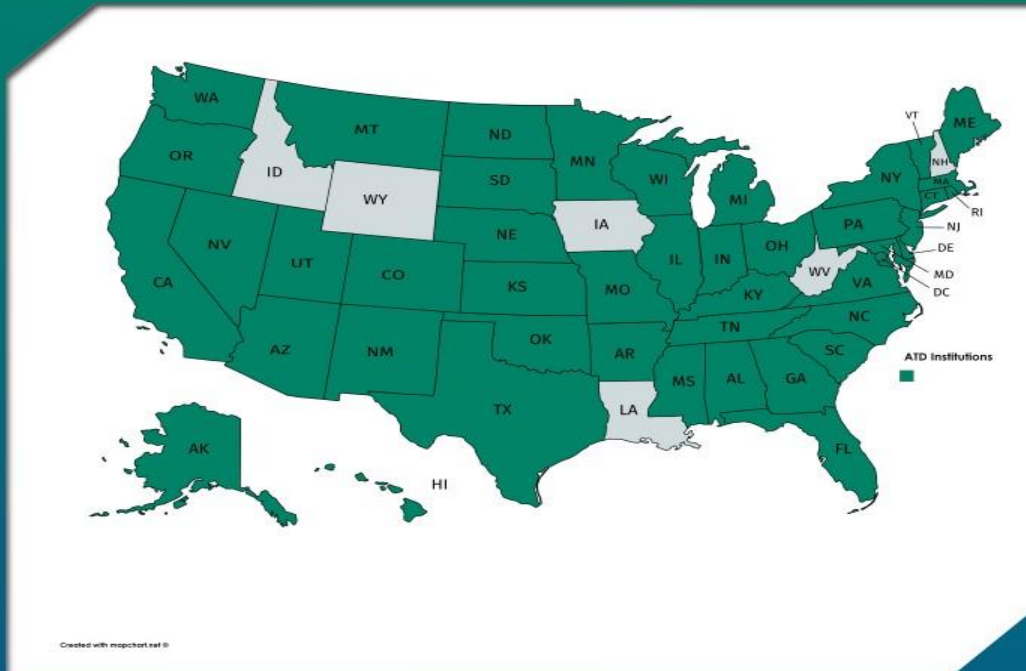 WA
MT
ND
MN
VT
ME
OR
ID
SD
WI
MI
NY
NH
MA
CT
RI
WY
IA
PA
NJ
NV
UT
NE
IL
IN
OH
DE
CA
CO
KS
MO
WV
VA
MD
DC
KY
AZ
NM
OK
AR
TN
NC
SC
ATD Institutions
TX
LA
MS
AL
GA
FL
AK
HI
Created with mapchart.net ©